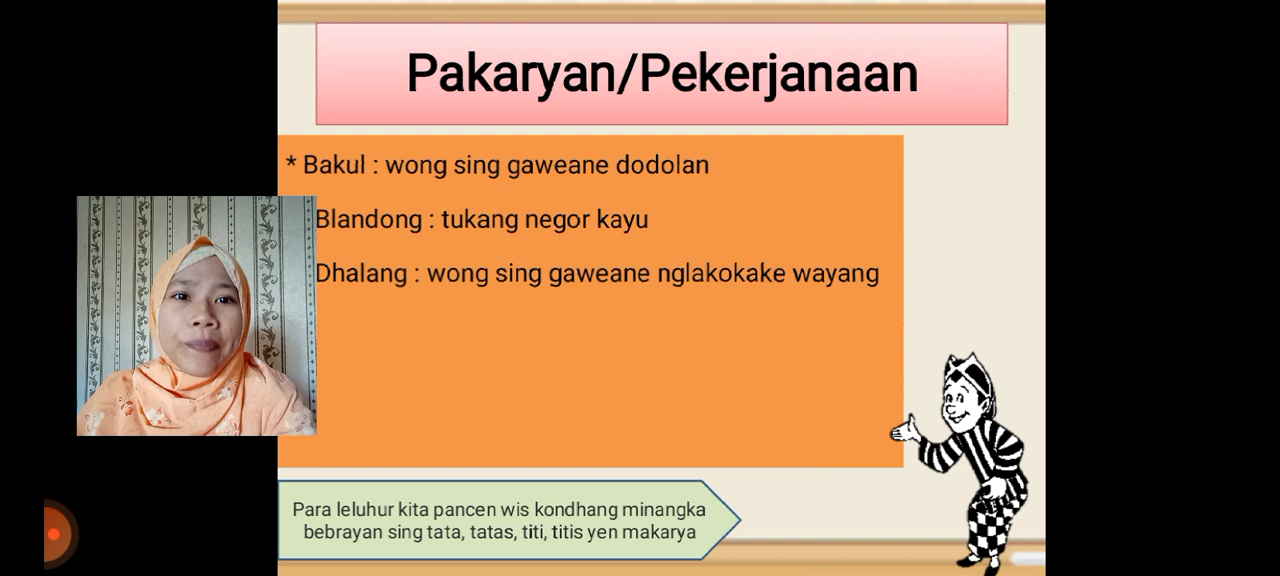 Pakaryan/Pekerjanaan
* Bakul : wong sing gaweane dodolan
Blandong : tukang negor kayu
Dhalang : wong sing gaweane nglakokake wayang
Para leluhur kita pancen wis kondhang minangka
bebrayan sing tata, tatas, titi, titis yen makarya